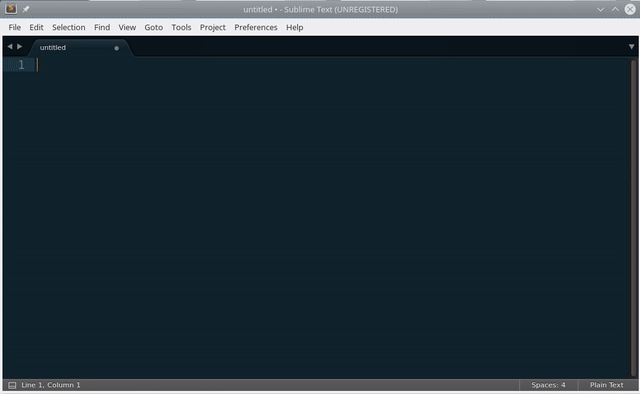 untitled • - Sublime Text (UNREGISTERED)
File Edit Selection Find View Goto Tools Project Preferences Help
untitled
1
Line 1, Column 1 Spaces: 4 Plain Text